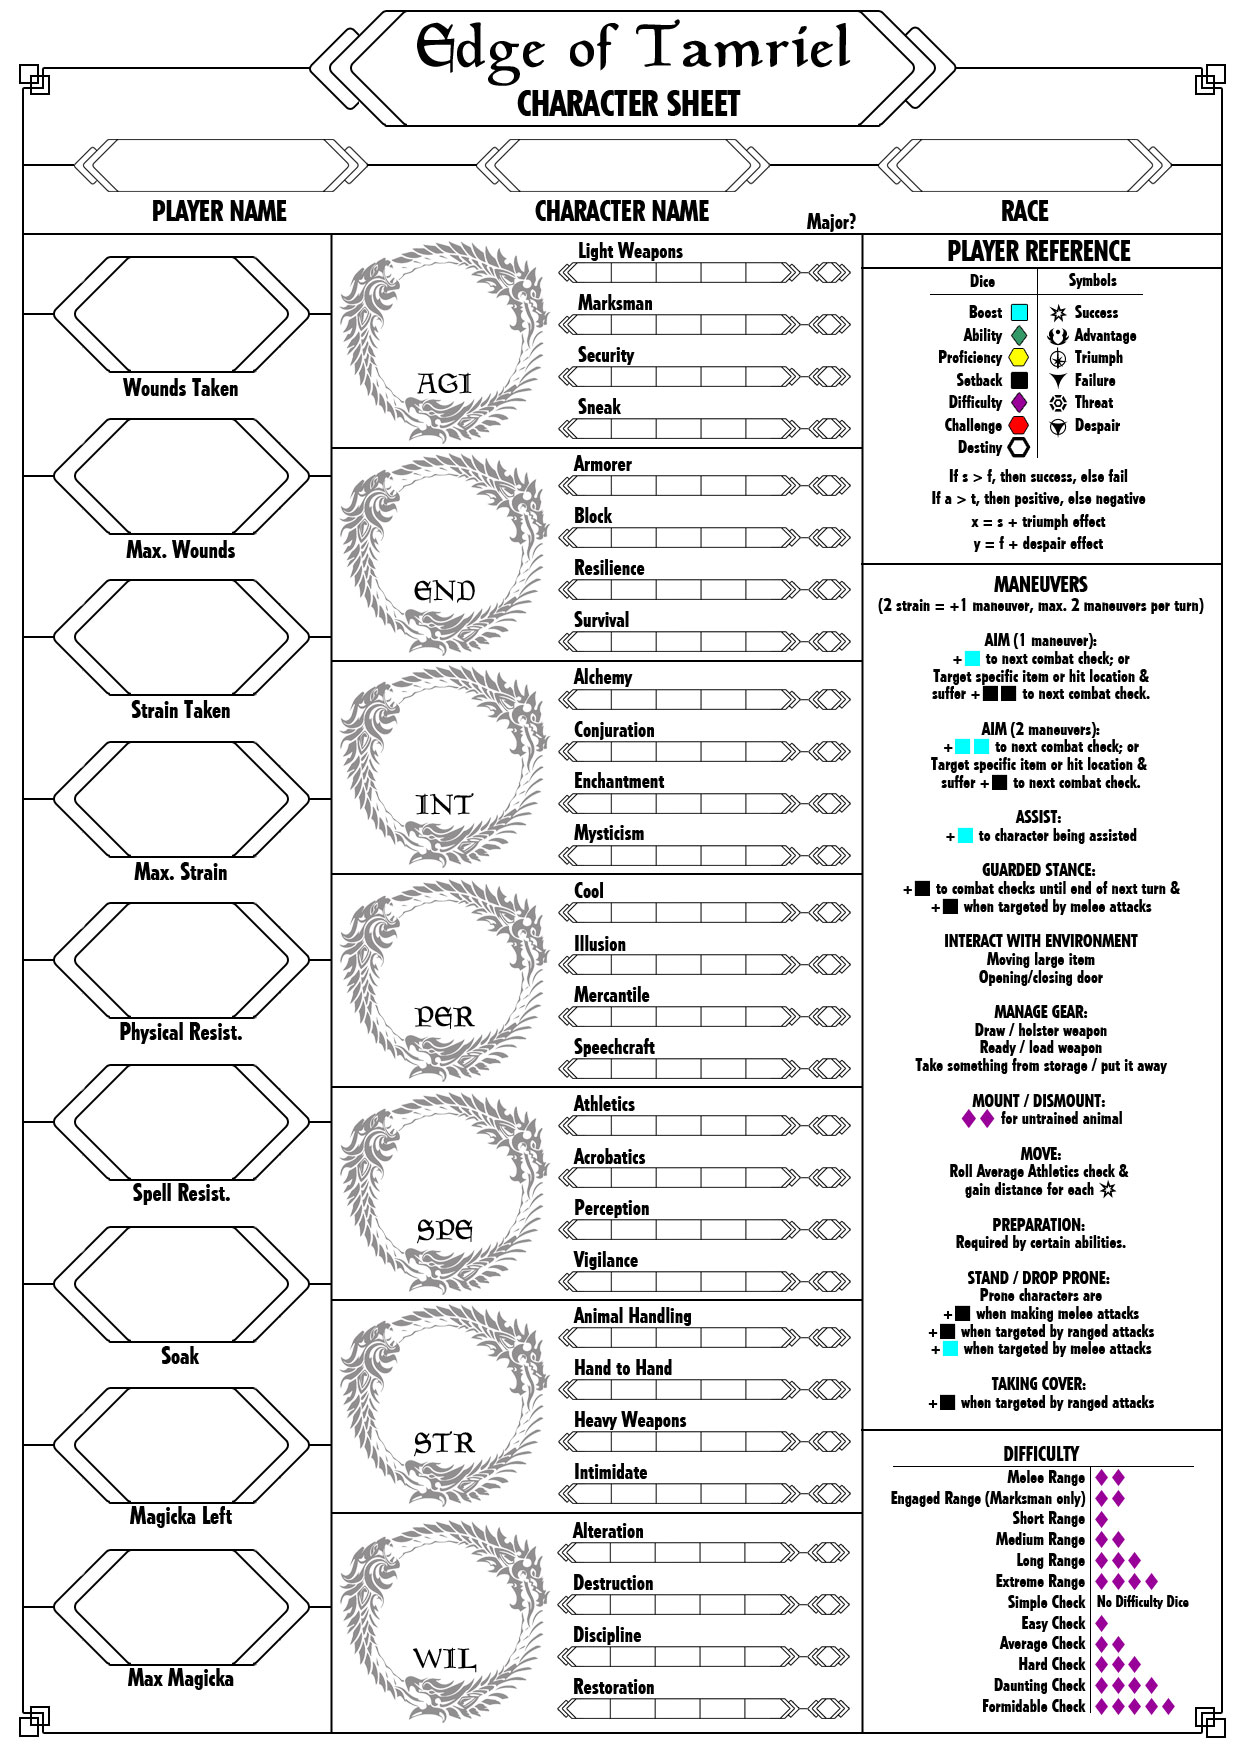 Edge of Tamriel
CHARACTER SHEET
PLAYER NAME
CHARACTER NAME
RACE
Major?
Wounds Taken
Max. Wounds
Strain Taken
Max. Strain
Physical Resist.
Spell Resist.
Soak
Magicka Left
Max Magicka
AGI
Light Weapons
Marksman
Security
Sneak
END
Armorer
Block
Resilience
Survival
INT
Alchemy
Conjuration
Enchantment
Mysticism
PER
Cool
Illusion
Mercantile
Speechcraft
SPE
Athletics
Acrobatics
Perception
Vigilance
STR
Animal Handling
Hand to Hand
Heavy Weapons
Intimidate
WIL
Alteration
Destruction
Discipline
Restoration
PLAYER REFERENCE
Dice Symbols
Boost Success
Ability Advantage
Proficiency Triumph
Setback Failure
Difficulty Threat
Challenge Despair
Destiny
If s > f, then success, else fail
If a > t, then positive, else negative
x = s + triumph effect
y = f + despair effect
MANEUVERS
(2 strain = +1 maneuver, max. 2 maneuvers per turn)
AIM (1 maneuver):
+ to next combat check; or
Target specific item or hit location &
suffer + to next combat check.
AIM (2 maneuvers):
+ to next combat check; or
Target specific item or hit location &
suffer + to next combat check.
ASSIST:
+ to character being assisted
GUARDED STANCE:
+ to combat checks until end of next turn &
+ when targeted by melee attacks
INTERACT WITH ENVIRONMENT
Moving large item
Opening/closing door
MANAGE GEAR:
Draw / holster weapon
Ready / load weapon
Take something from storage / put it away
MOUNT / DISMOUNT:
for untrained animal
MOVE:
Roll Average Athletics check &
gain distance for each
PREPARATION:
Required by certain abilities.
STAND / DROP PRONE:
Prone characters are
+ when making melee attacks
+ when targeted by ranged attacks
+ when targeted by melee attacks
TAKING COVER:
+ when targeted by ranged attacks
DIFFICULTY
Melee Range
Engaged Range (Marksman only)
Short Range
Medium Range
Long Range
Extreme Range
Simple Check No Difficulty Dice
Easy Check
Average Check
Hard Check
Daunting Check
Formidable Check